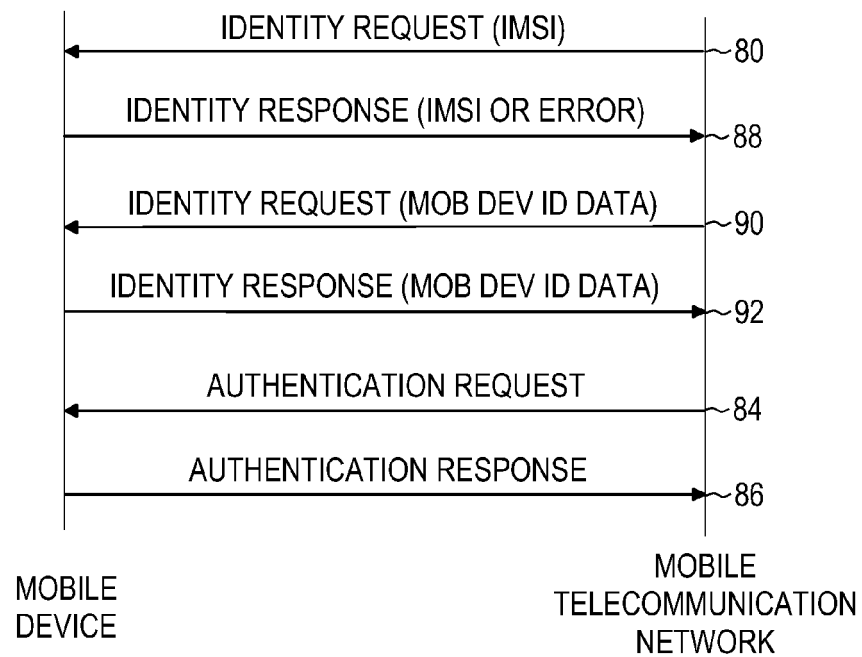 IDENTITY REQUEST (IMSI)
80
IDENTITY RESPONSE (IMSI OR ERROR)
88
IDENTITY REQUEST (MOB DEV ID DATA)
90
IDENTITY RESPONSE (MOB DEV ID DATA)
92
AUTHENTICATION REQUEST
84
AUTHENTICATION RESPONSE
86
MOBILE
DEVICE
MOBILE
TELECOMMUNICATION
NETWORK